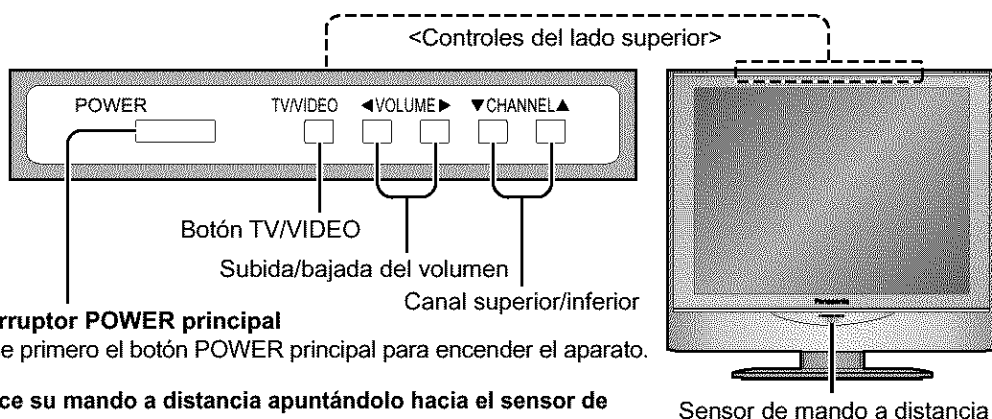 <Controles del lado superior>
POWER TV/VIDEO ◀VOLUME▶ ▼CHANNEL▲
Botón TV/VIDEO
Subida/bajada del volumen
Canal superior/inferior
rruptor POWER principal
e primero el botón POWER principal para encender el aparato.
ce su mando a distancia apuntándolo hacia el sensor de
Panasonic
Sensor de mando a distancia